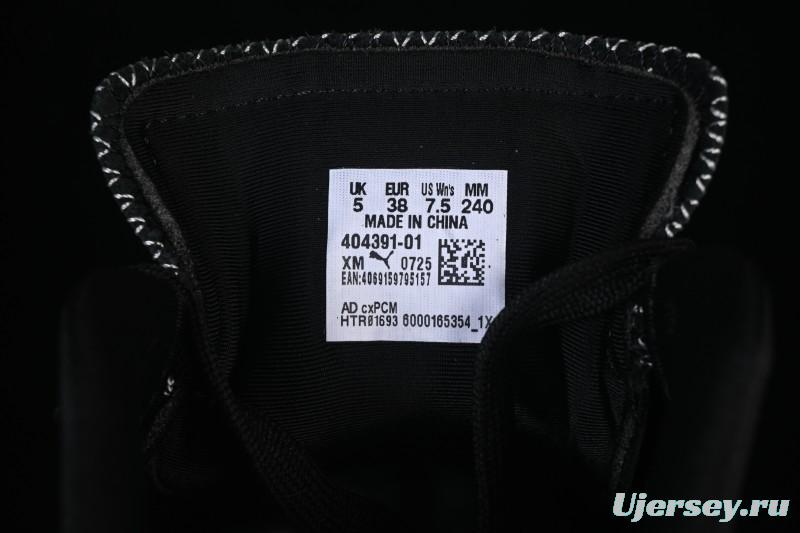 UK EUR US Wn's MM
5 38 7.5 240
MADE IN CHINA
404391-01
XM 0725
EAN:4069159795157
AD cxPCM
HTR01693 6000165354_1X
Ujersey.ru